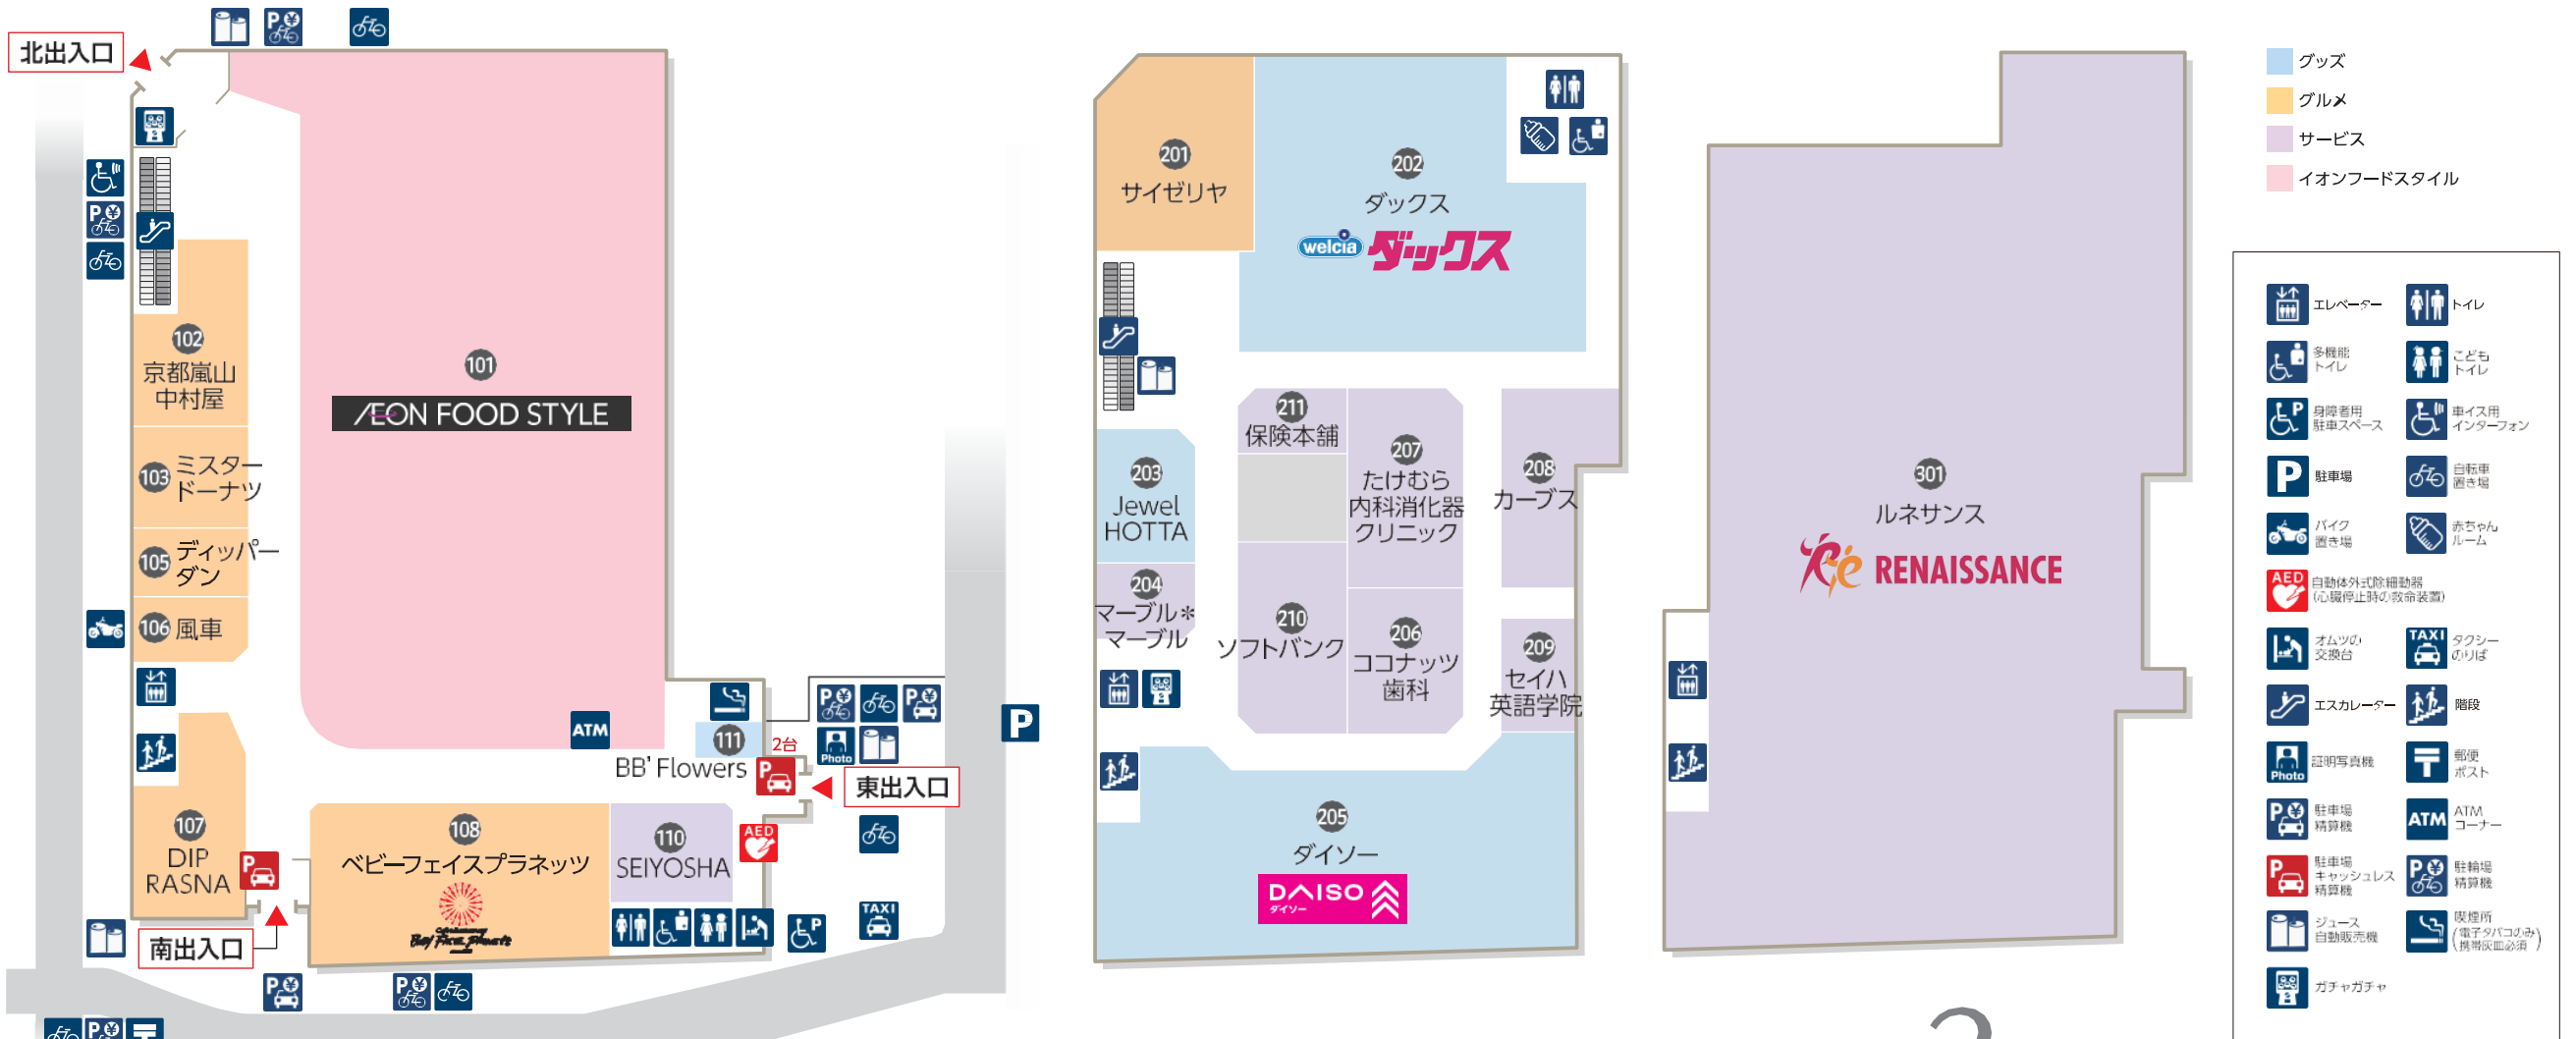 北出入口
101
ÆON FOOD STYLE
102
京都嵐山
中村屋
103
ミスター
ドーナツ
105
ディッパー
ダン
106
風車
107
DIP
RASNA
108
ベビーフェイスプラネッツ
110
SEIYOSHA
111
BB' Flowers
2台
ATM
AED
P
Photo
TAXI
東出入口
南出入口
P
201
サイゼリヤ
202
ダックス
welcia
ダックス
203
Jewel
HOTTA
204
マーブル*
マーブル
211
保険本舗
207
たけむら
内科消化器
クリニック
208
カーブス
210
ソフトバンク
206
ココナッツ
歯科
209
セイハ
英語学院
205
ダイソー
DAISO
ダイソー
301
ルネサンス
RENAISSANCE
グッズ
グルメ
サービス
イオンフードスタイル
エレベーター
トイレ
多機能
トイレ
こども
トイレ
身障者用
駐車スペース
車イス用
インターフォン
P
駐車場
自転車
置き場
バイク
置き場
赤ちゃん
ルーム
AED
自動体外式除細動器
(心臓停止時の救命装置)
オムツの
交換台
TAXI
タクシー
のりば
エスカレーター
階段
Photo
証明写真機
郵便
ポスト
駐車場
精算機
ATM
ATM
コーナー
駐車場
キャッシュレス
精算機
駐輪場
精算機
ジュース
自動販売機
喫煙所
(電子タバコのみ
携帯灰皿必須)
ガチャガチャ